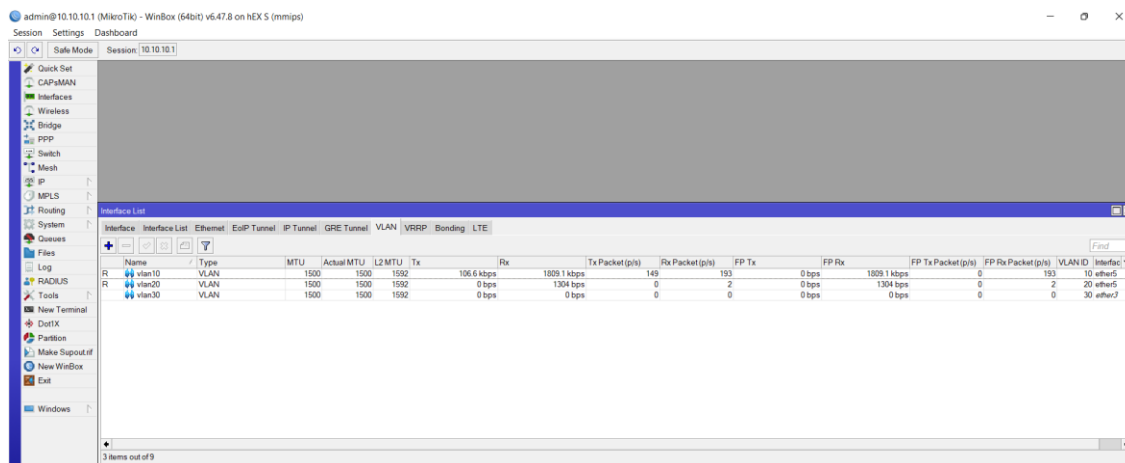 admin@10.10.10.1 (MikroTik) - WinBox (64bit) v6.47.8 on hEX S (mmips)
Session Settings Dashboard
Safe Mode Session: 10.10.10.1
Quick Set
CAPsMAN
Interfaces
Wireless
Bridge
PPP
Switch
Mesh
IP
MPLS
Routing
System
Queues
Files
Log
RADIUS
Tools
New Terminal
Dot1X
Partition
Make Supout.rif
New WinBox
Exit
Windows
Interface List
Interface Interface List Ethernet EoIP Tunnel IP Tunnel GRE Tunnel VLAN VRRP Bonding LTE
Find
Name Type MTU Actual MTU L2 MTU Tx Rx Tx Packet (p/s) Rx Packet (p/s) FP Tx FP Rx FP Tx Packet (p/s) FP Rx Packet (p/s) VLAN ID Interfac
R vlan10 VLAN 1500 1500 1592 106.6 kbps 1809.1 kbps 149 193 0 bps 1809.1 kbps 0 193 10 ether5
R vlan20 VLAN 1500 1500 1592 0 bps 1304 bps 0 2 0 bps 1304 bps 0 2 20 ether5
vlan30 VLAN 1500 1500 1592 0 bps 0 bps 0 0 0 bps 0 bps 0 0 30 ether3
3 items out of 9